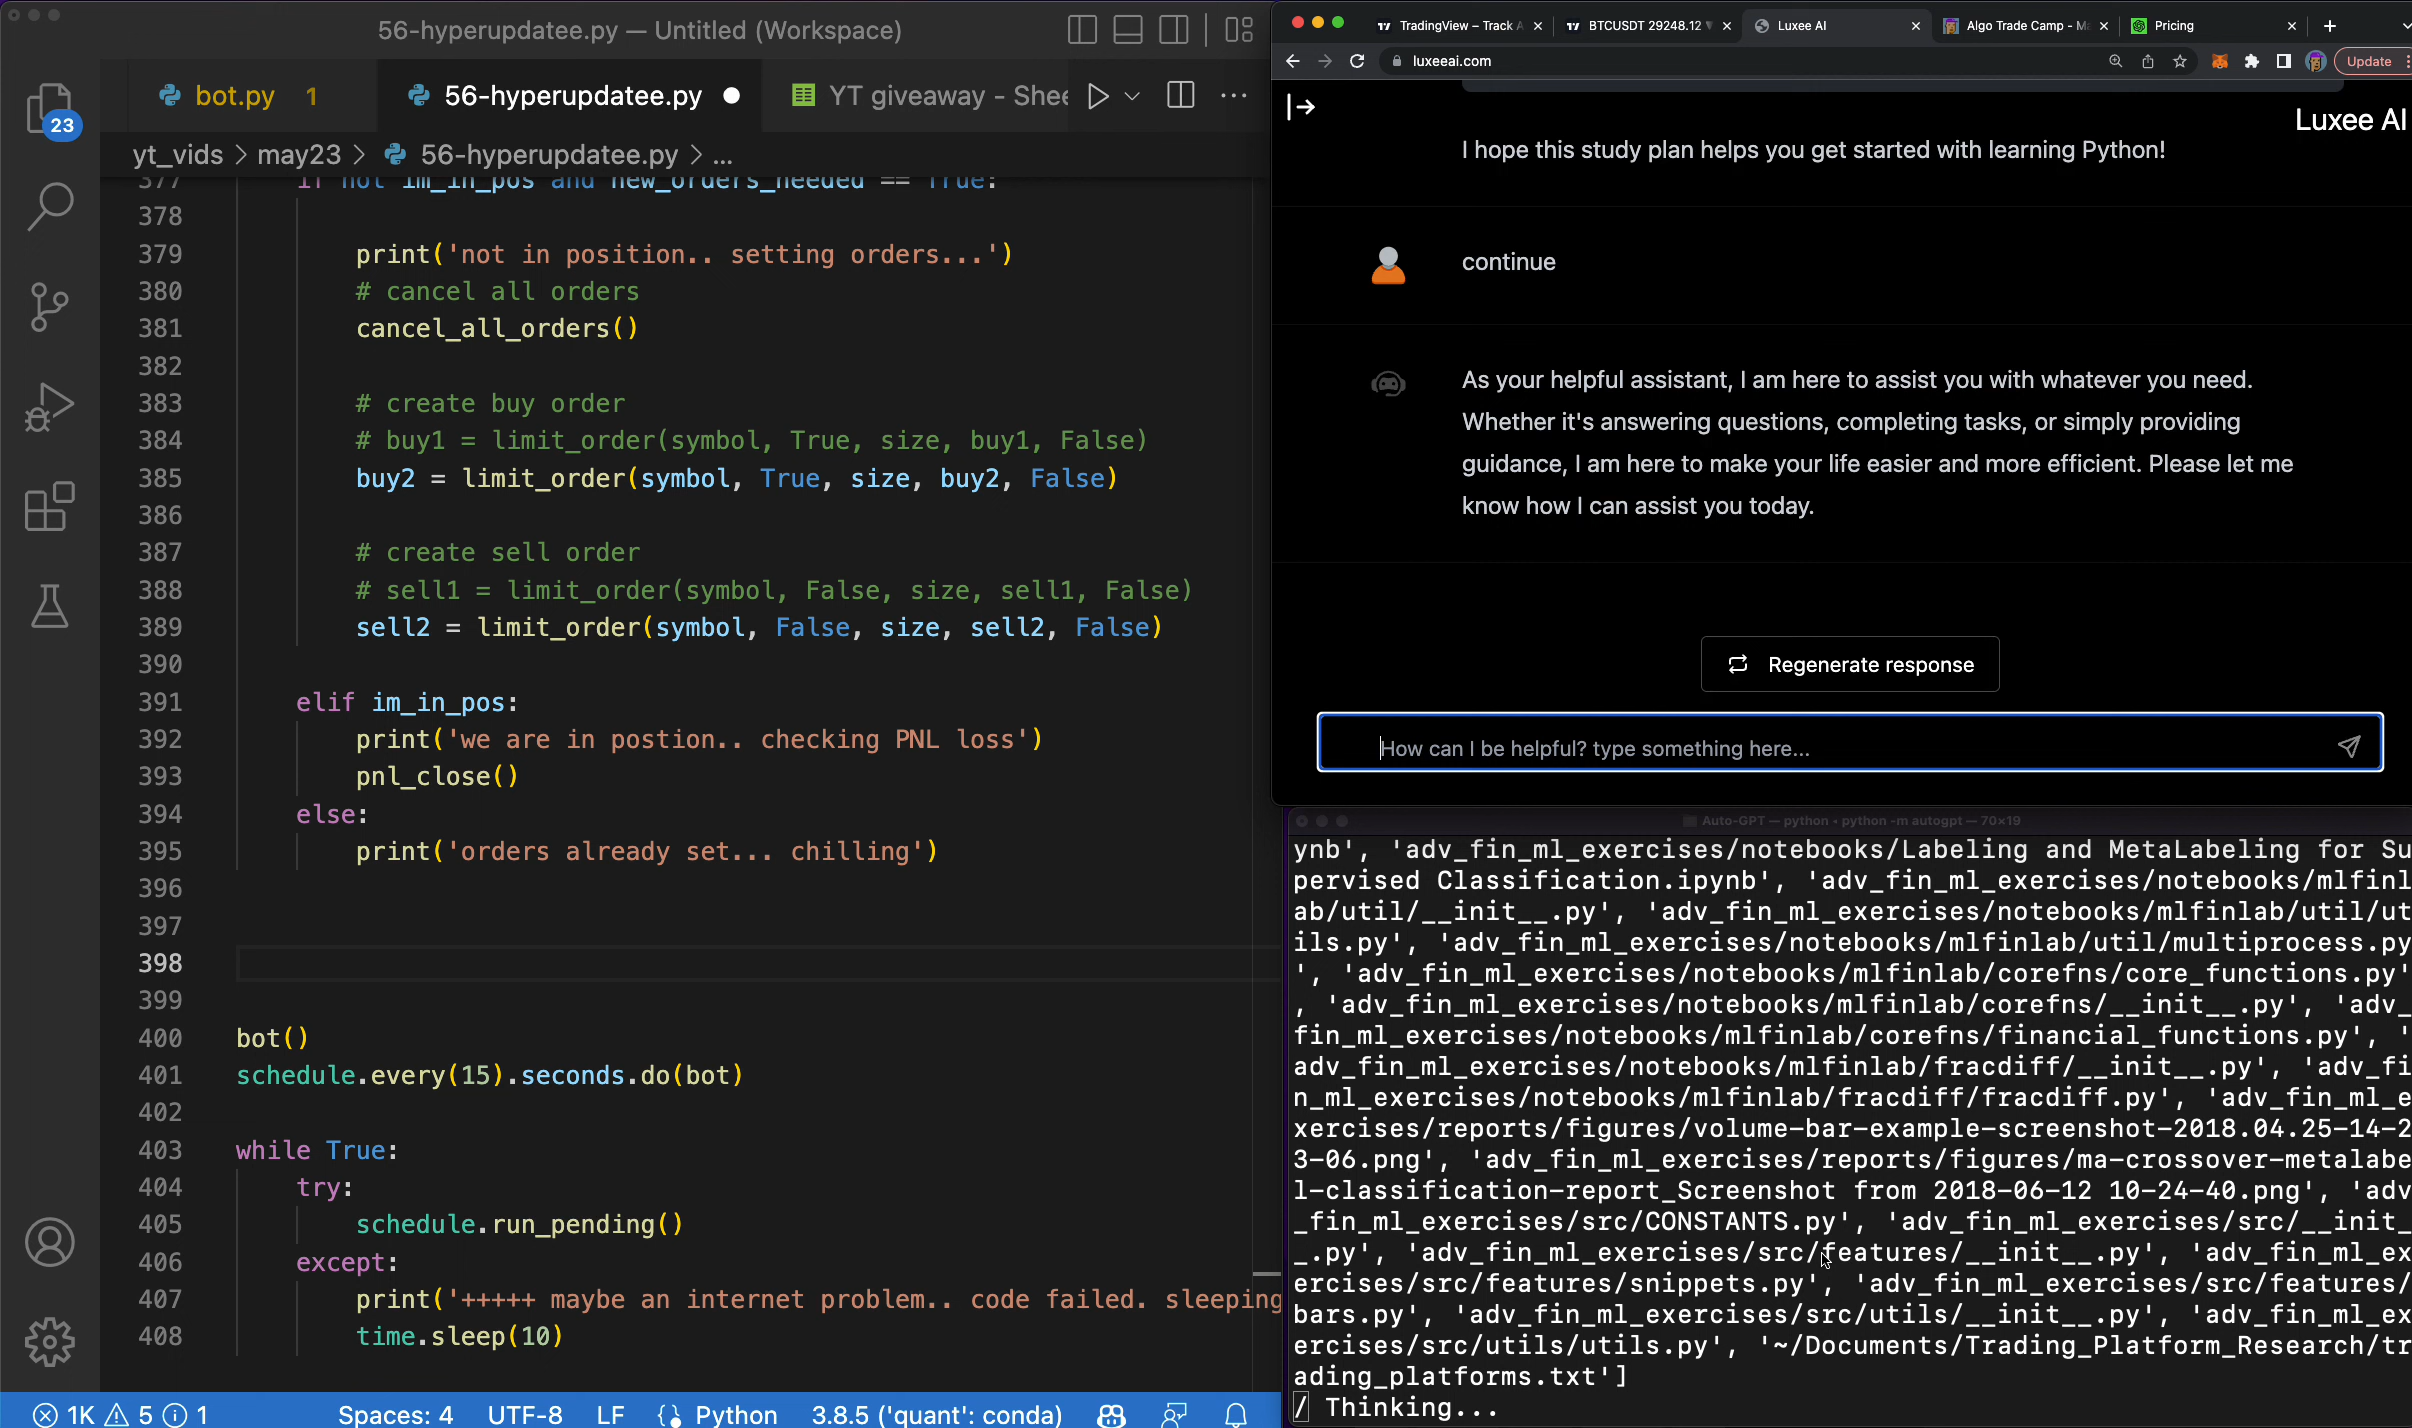 56-hyperupdatee.py — Untitled (Workspace)
bot.py 1
56-hyperupdatee.py
YT giveaway - Shee
23
yt_vids > may23 > 56-hyperupdatee.py > ...
377 if not im_in_pos and new_orders_needed == True:
378
379 print('not in position.. setting orders...')
380 # cancel all orders
381 cancel_all_orders()
382
383 # create buy order
384 # buy1 = limit_order(symbol, True, size, buy1, False)
385 buy2 = limit_order(symbol, True, size, buy2, False)
386
387 # create sell order
388 # sell1 = limit_order(symbol, False, size, sell1, False)
389 sell2 = limit_order(symbol, False, size, sell2, False)
390
391 elif im_in_pos:
392 print('we are in postion.. checking PNL loss')
393 pnl_close()
394 else:
395 print('orders already set... chilling')
396
397
398
399
400 bot()
401 schedule.every(15).seconds.do(bot)
402
403 while True:
404 try:
405 schedule.run_pending()
406 except:
407 print('+++++ maybe an internet problem.. code failed. sleeping
408 time.sleep(10)
1K 5 1 Spaces: 4 UTF-8 LF Python 3.8.5 ('quant': conda)
TradingView – Track A
BTCUSDT 29248.12
Luxee AI
Algo Trade Camp - Ma
Pricing
luxeeai.com
Update
Luxee AI
I hope this study plan helps you get started with learning Python!
continue
As your helpful assistant, I am here to assist you with whatever you need.
Whether it's answering questions, completing tasks, or simply providing
guidance, I am here to make your life easier and more efficient. Please let me
know how I can assist you today.
Regenerate response
How can I be helpful? type something here...
Auto-GPT — python • python -m autogpt — 70×19
ynb', 'adv_fin_ml_exercises/notebooks/Labeling and MetaLabeling for Su
pervised Classification.ipynb', 'adv_fin_ml_exercises/notebooks/mlfinl
ab/util/__init__.py', 'adv_fin_ml_exercises/notebooks/mlfinlab/util/ut
ils.py', 'adv_fin_ml_exercises/notebooks/mlfinlab/util/multiprocess.py
', 'adv_fin_ml_exercises/notebooks/mlfinlab/corefns/core_functions.py'
, 'adv_fin_ml_exercises/notebooks/mlfinlab/corefns/__init__.py', 'adv_
fin_ml_exercises/notebooks/mlfinlab/corefns/financial_functions.py', '
adv_fin_ml_exercises/notebooks/mlfinlab/fracdiff/__init__.py', 'adv_fi
n_ml_exercises/notebooks/mlfinlab/fracdiff/fracdiff.py', 'adv_fin_ml_e
xercises/reports/figures/volume-bar-example-screenshot-2018.04.25-14-2
3-06.png', 'adv_fin_ml_exercises/reports/figures/ma-crossover-metalabe
l-classification-report_Screenshot from 2018-06-12 10-24-40.png', 'adv
_fin_ml_exercises/src/CONSTANTS.py', 'adv_fin_ml_exercises/src/__init_
_.py', 'adv_fin_ml_exercises/src/features/__init__.py', 'adv_fin_ml_ex
ercises/src/features/snippets.py', 'adv_fin_ml_exercises/src/features/
bars.py', 'adv_fin_ml_exercises/src/utils/__init__.py', 'adv_fin_ml_ex
ercises/src/utils/utils.py', '~/Documents/Trading_Platform_Research/tr
ading_platforms.txt']
/ Thinking...